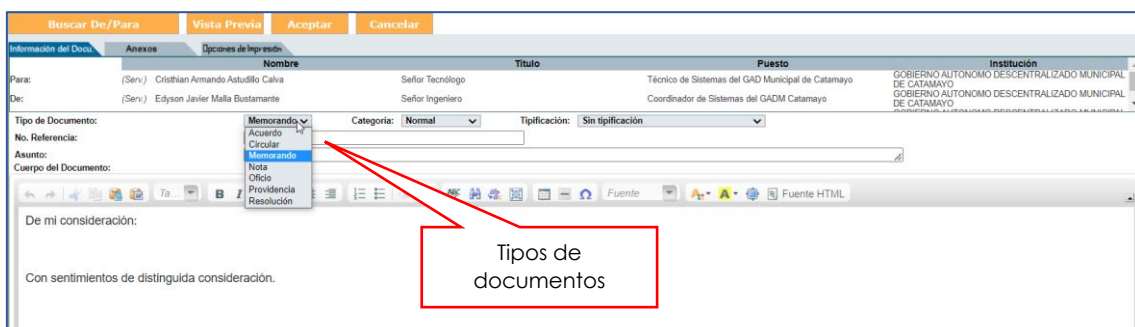 Buscar De/Para Vista Previa Aceptar Cancelar
Información del Docu. Anexos Opciones de Impresión
Nombre Titulo Puesto Institución
Para: (Serv.) Cristhian Armando Astudillo Calva Señor Tecnólogo Técnico de Sistemas del GAD Municipal de Catamayo GOBIERNO AUTONOMO DESCENTRALIZADO MUNICIPAL DE CATAMAYO
De: (Serv.) Edyson Javier Malla Bustamante Señor Ingeniero Coordinador de Sistemas del GADM Catamayo GOBIERNO AUTONOMO DESCENTRALIZADO MUNICIPAL DE CATAMAYO
Tipo de Documento: Memorando Categoría: Normal Tipificación: Sin tipificación
No. Referencia:
Acuerdo
Circular
Memorando
Nota
Oficio
Providencia
Resolución
Asunto:
Cuerpo del Documento:
Ta... B I Fuente Fuente HTML
De mi consideración:
Con sentimientos de distinguida consideración.
Tipos de
documentos